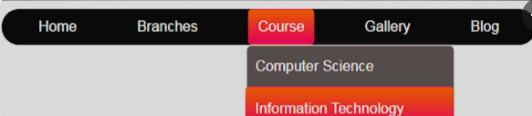 Home Branches Course Gallery Blog
Computer Science
Information Technology